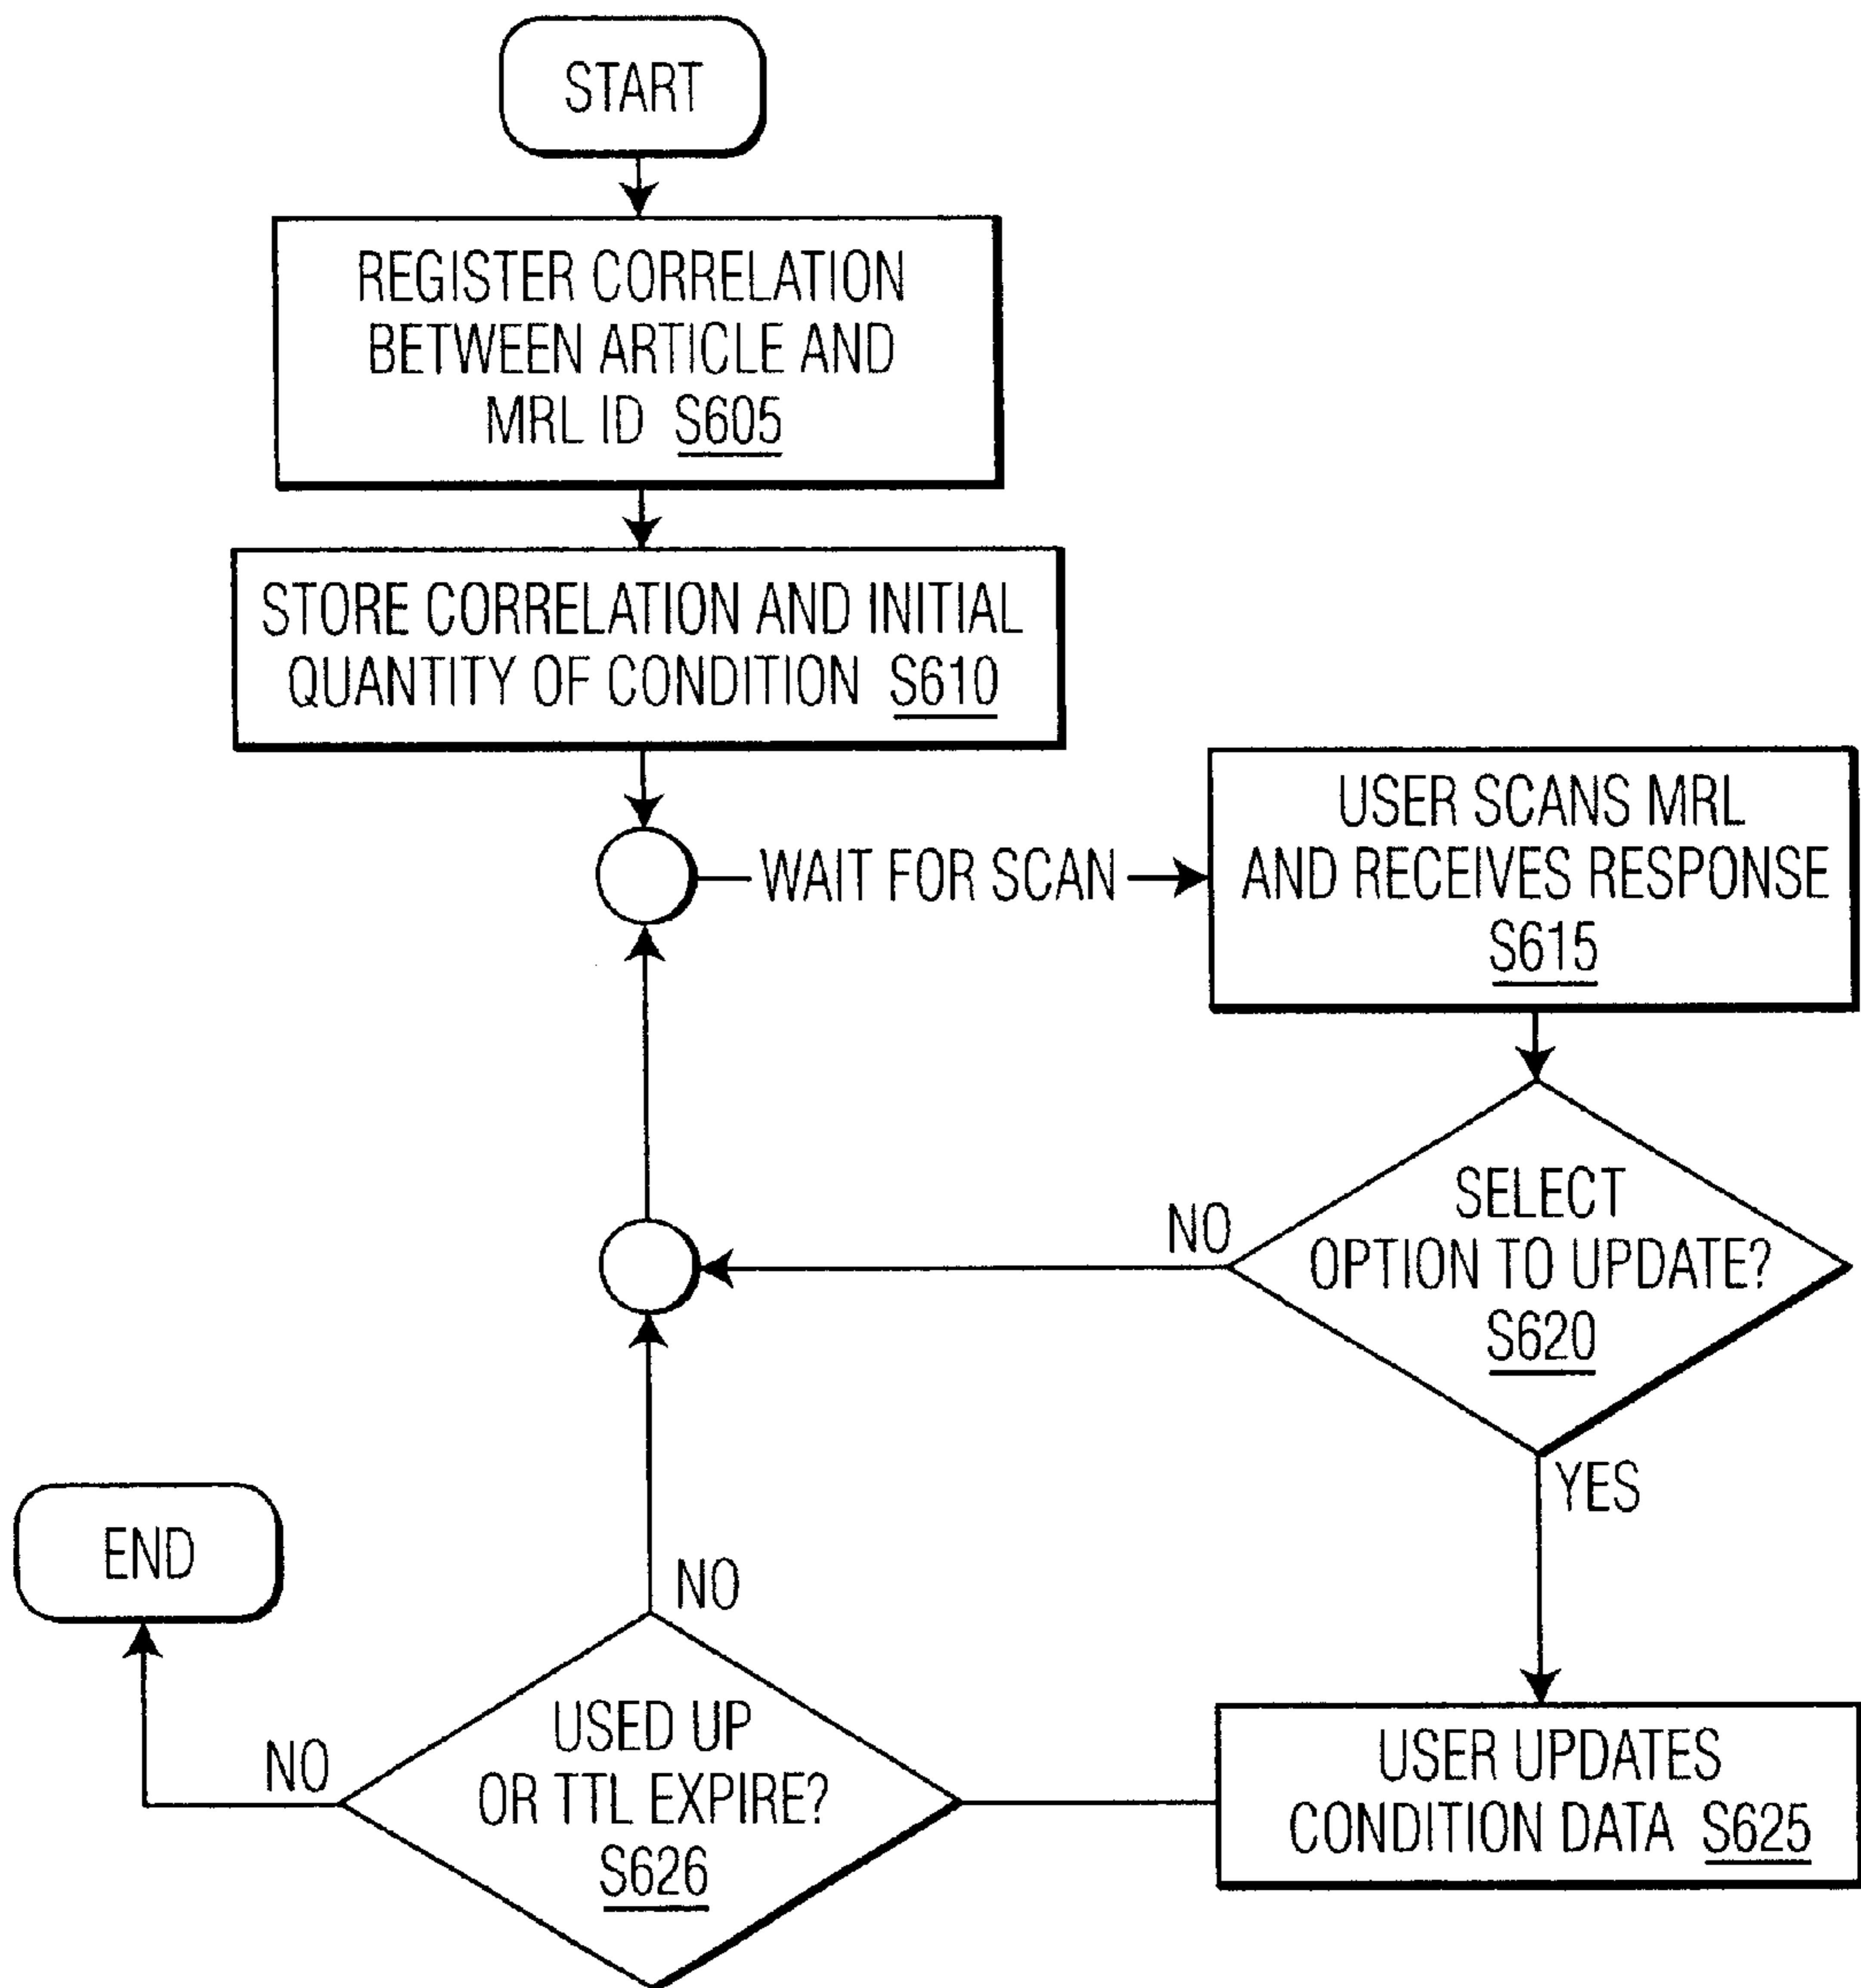 START
REGISTER CORRELATION
BETWEEN ARTICLE AND
MRL ID S605
STORE CORRELATION AND INITIAL
QUANTITY OF CONDITION S610
WAIT FOR SCAN
USER SCANS MRL
AND RECEIVES RESPONSE
S615
SELECT
OPTION TO UPDATE?
S620
NO
YES
USER UPDATES
CONDITION DATA S625
USED UP
OR TTL EXPIRE?
S626
NO
NO
END